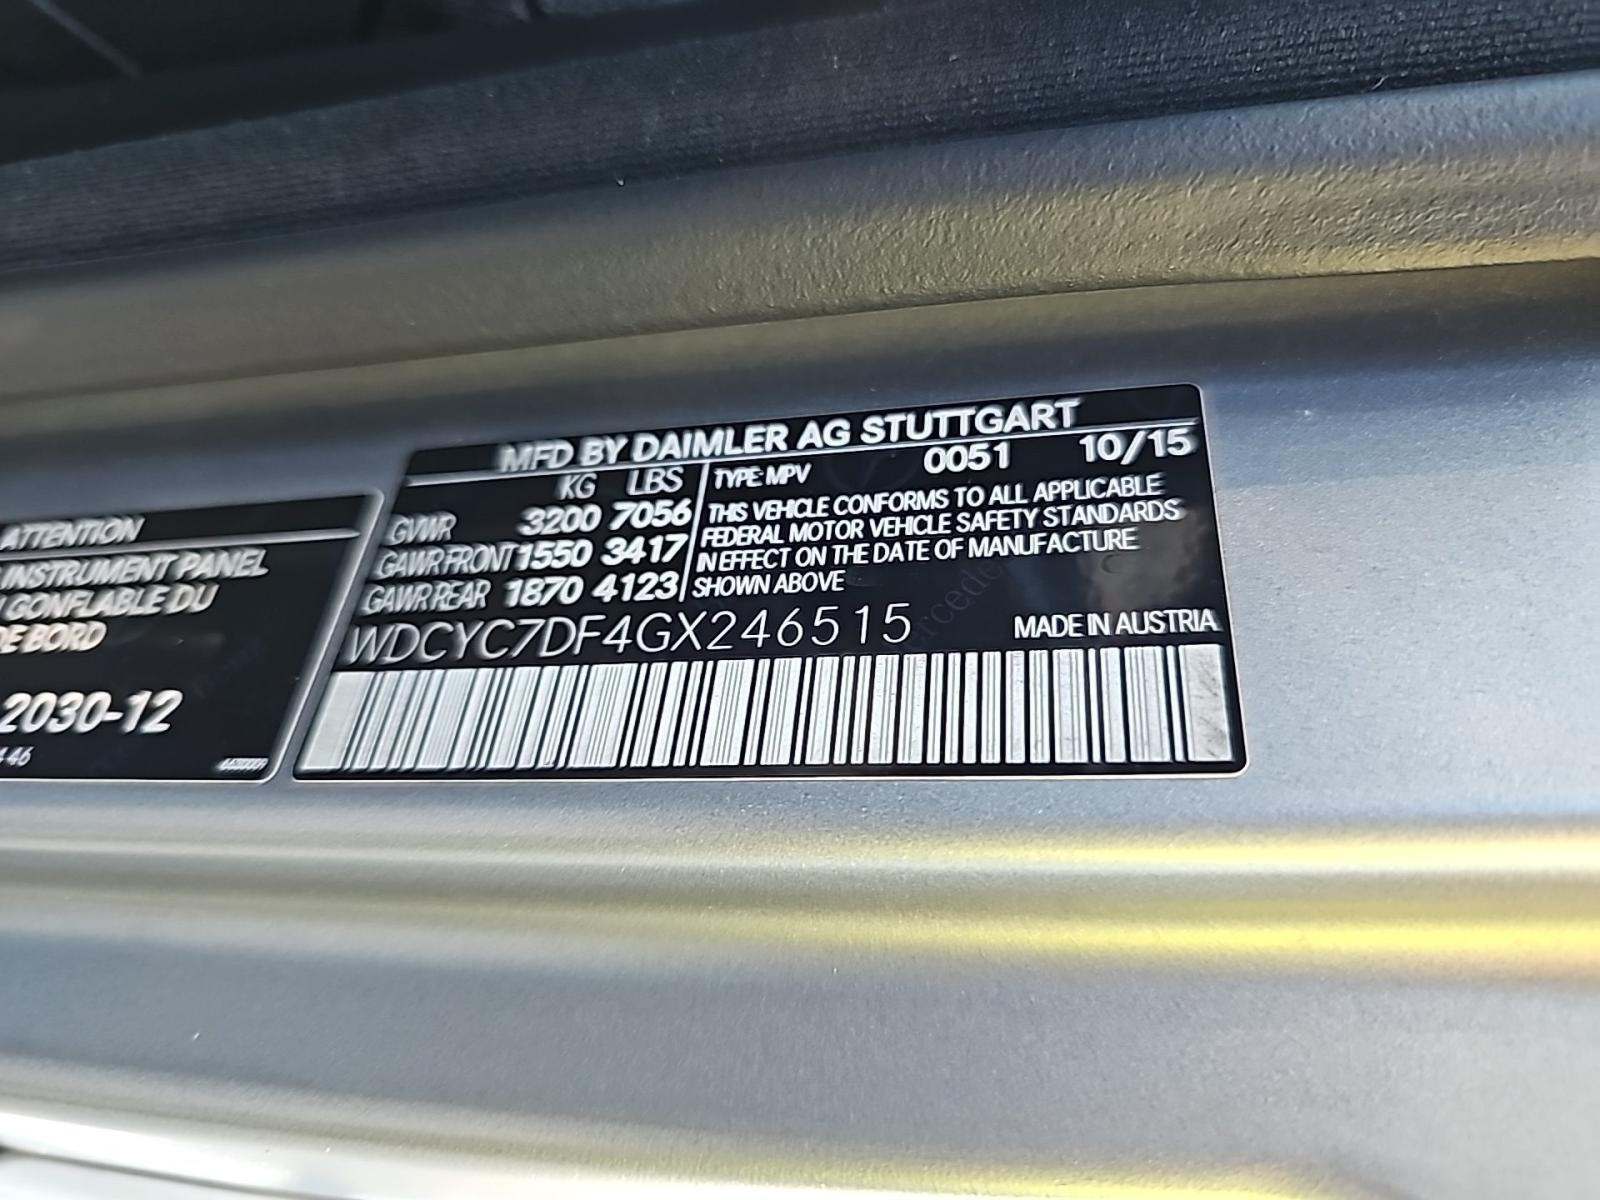 ATTENTION
INSTRUMENT PANEL
GONFLABLE DU
DE BORD
2030-12
46
MFD BY DAIMLER AG STUTTGART
KG LBS
GVWR 3200 7056
GAWR FRONT 1550 3417
GAWR REAR 1870 4123
TYPE: MPV 0051 10/15
THIS VEHICLE CONFORMS TO ALL APPLICABLE
FEDERAL MOTOR VEHICLE SAFETY STANDARDS
IN EFFECT ON THE DATE OF MANUFACTURE
SHOWN ABOVE
WDCYC7DF4GX246515 MADE IN AUSTRIA